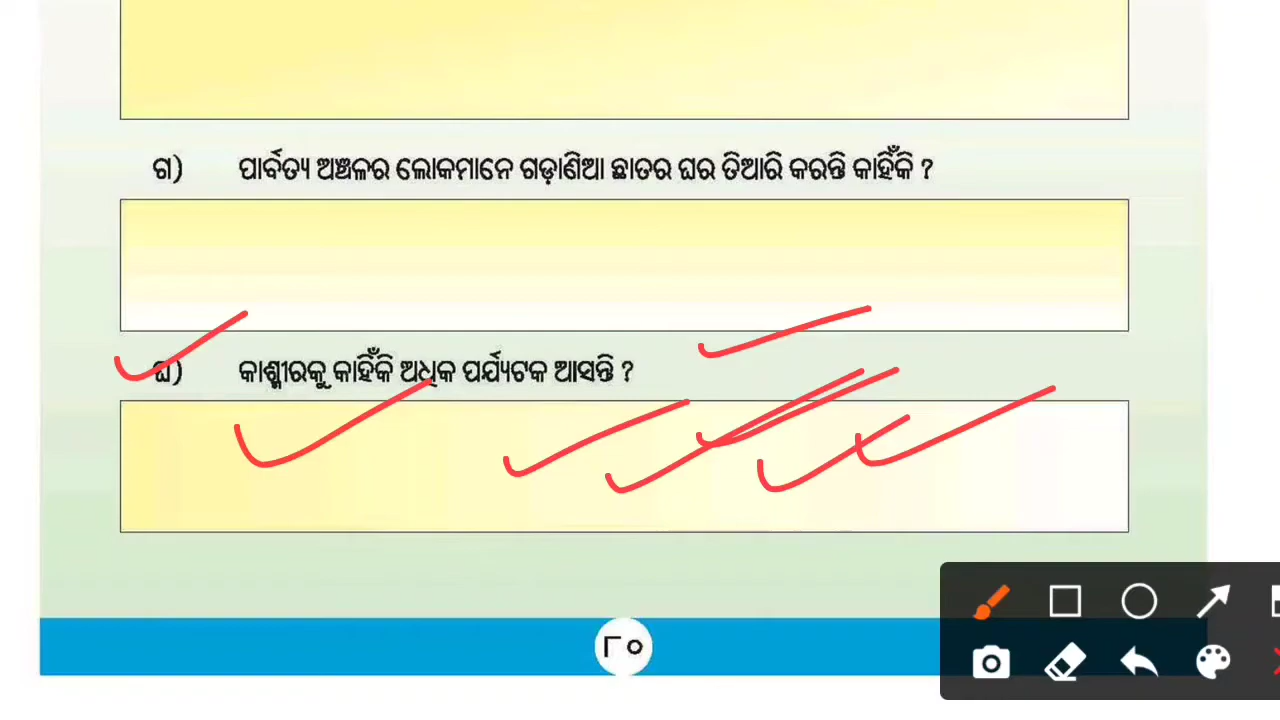 ଗ) ପାର୍ବତ୍ୟ ଅଞ୍ଚଳର ଲୋକମାନେ ଗଡ଼ାଣିଆ ଛାତର ଘର ତିଆରି କରନ୍ତି କାହିଁକି ?
ଘ) କାଶ୍ମୀରକୁ କାହିଁକି ଅଧିକ ପର୍ଯ୍ୟଟକ ଆସନ୍ତି ?
୮୦